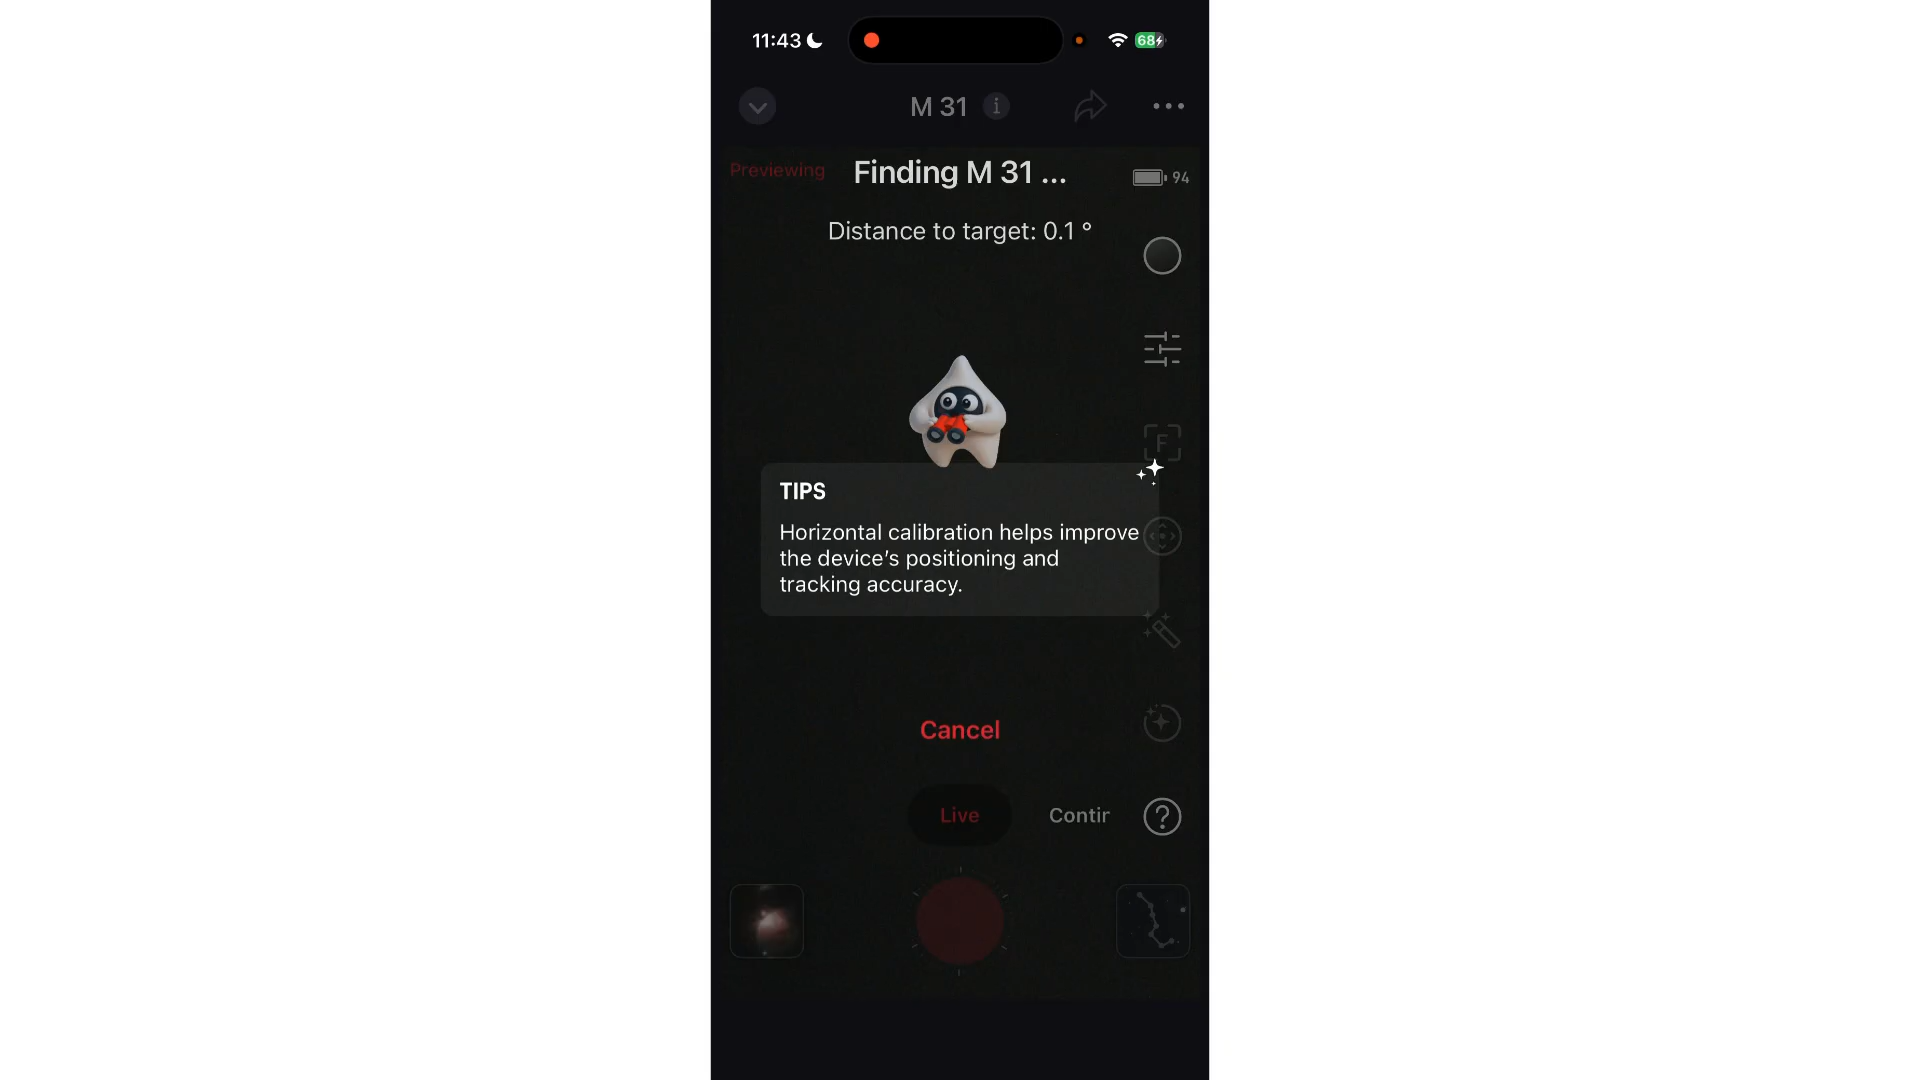 11:43
68
M 31
Previewing
Finding M 31 ...
94
Distance to target: 0.1 °
F
TIPS
Horizontal calibration helps improve
the device's positioning and
tracking accuracy.
Cancel
Live
Contin